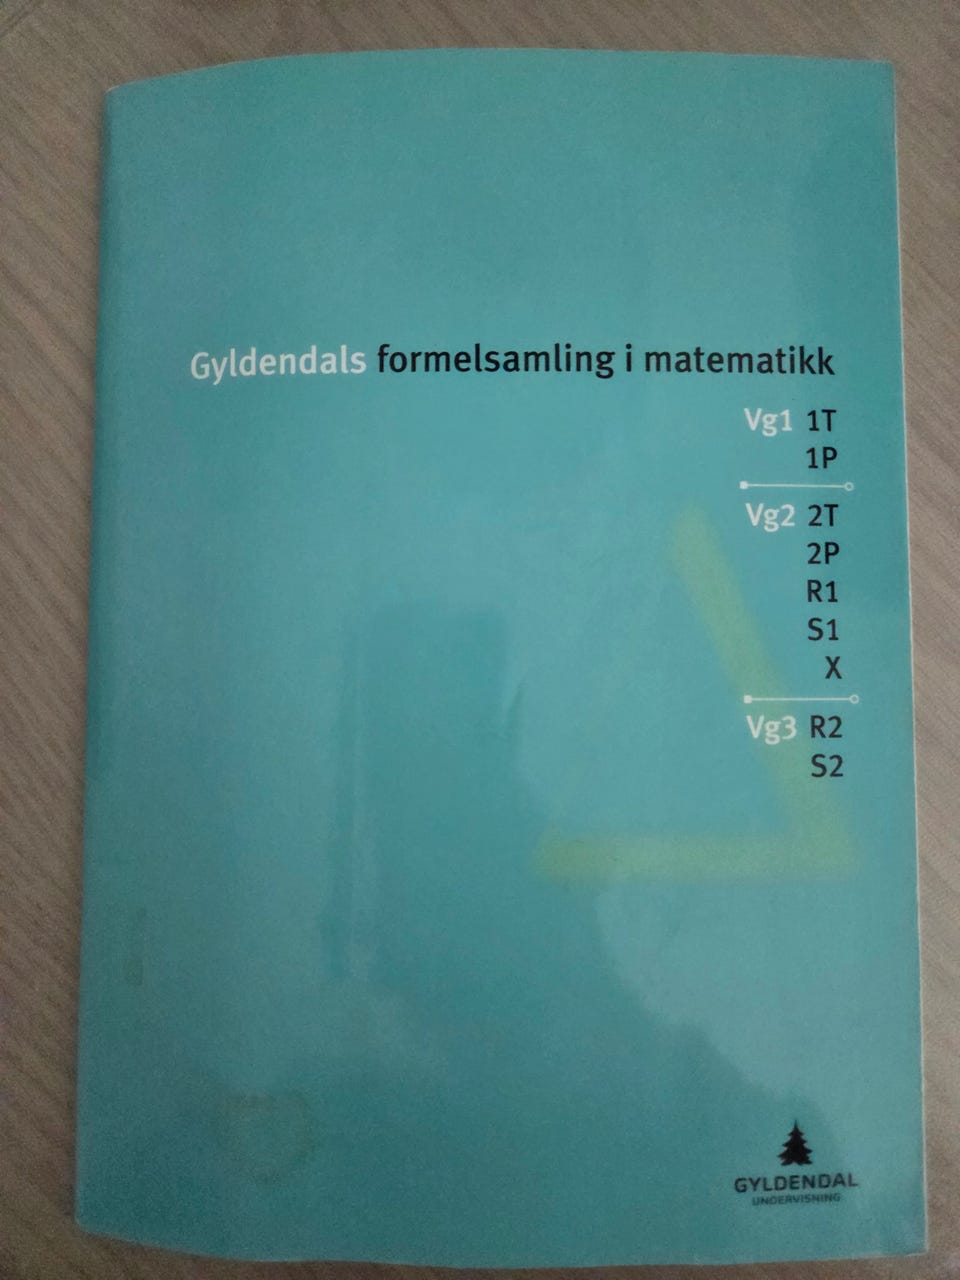 Gyldendals formelsamling i matematikk
Vg1 1T
1P
Vg2 2T
2P
R1
S1
X
Vg3 R2
S2
GYLDENDAL
UNDERVISNING